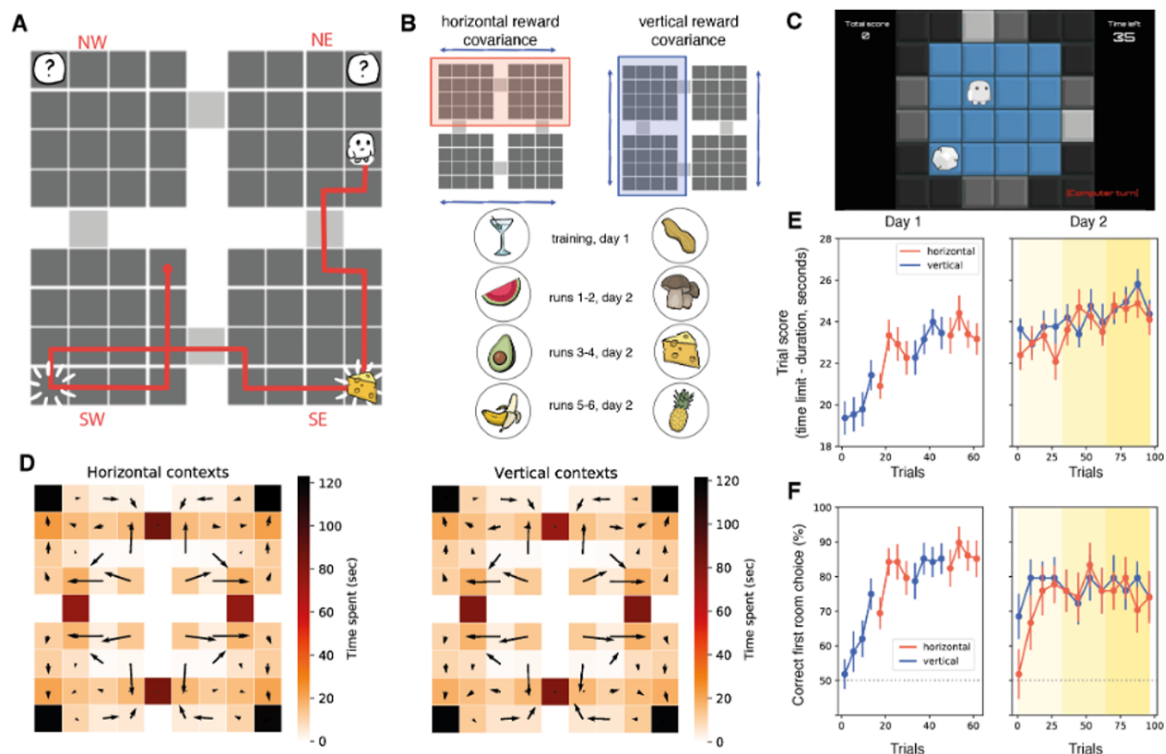 A
NW
NE
?
?
SW
SE
B
horizontal reward
covariance
vertical reward
covariance
training, day 1
runs 1-2, day 2
runs 3-4, day 2
runs 5-6, day 2
C
Total score
0
Time left
35
[Computer turn]
D
Horizontal contexts
120
100
80
60
40
20
0
Time spent (sec)
Vertical contexts
120
100
80
60
40
20
0
Time spent (sec)
E
Day 1
Day 2
Trial score
(time limit - duration, seconds)
28
26
24
22
20
18
horizontal
vertical
0
20
40
60
Trials
0
25
50
75
100
Trials
F
Correct first room choice (%)
100
90
80
70
60
50
40
horizontal
vertical
0
20
40
60
Trials
0
25
50
75
100
Trials